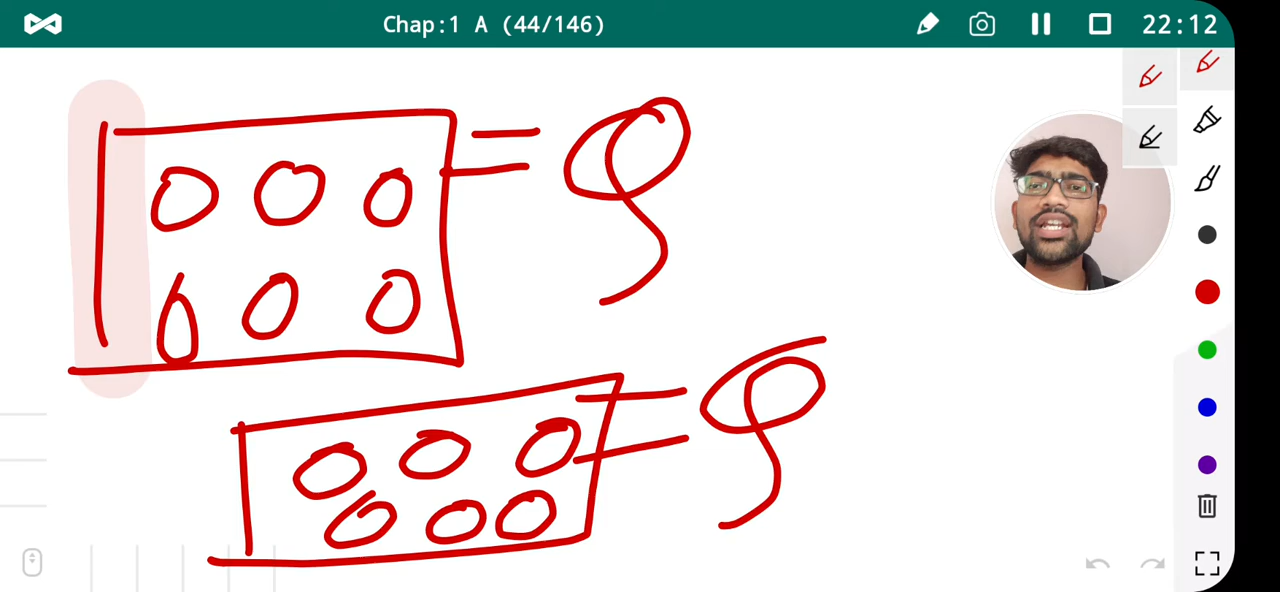 Chap:1 A (44/146)
22:12
=
=